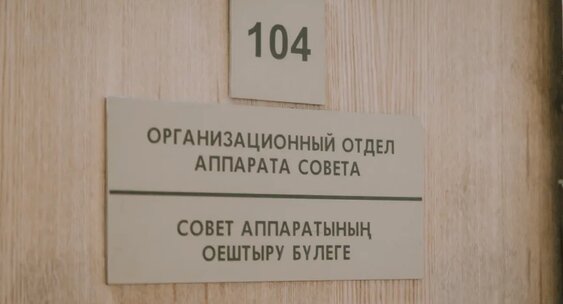 104
ОРГАНИЗАЦИОННЫЙ ОТДЕЛ
АППАРАТА СОВЕТА
СОВЕТ АППАРАТЫНЫҢ
ОЕШТЫРУ БҮЛЕГЕ